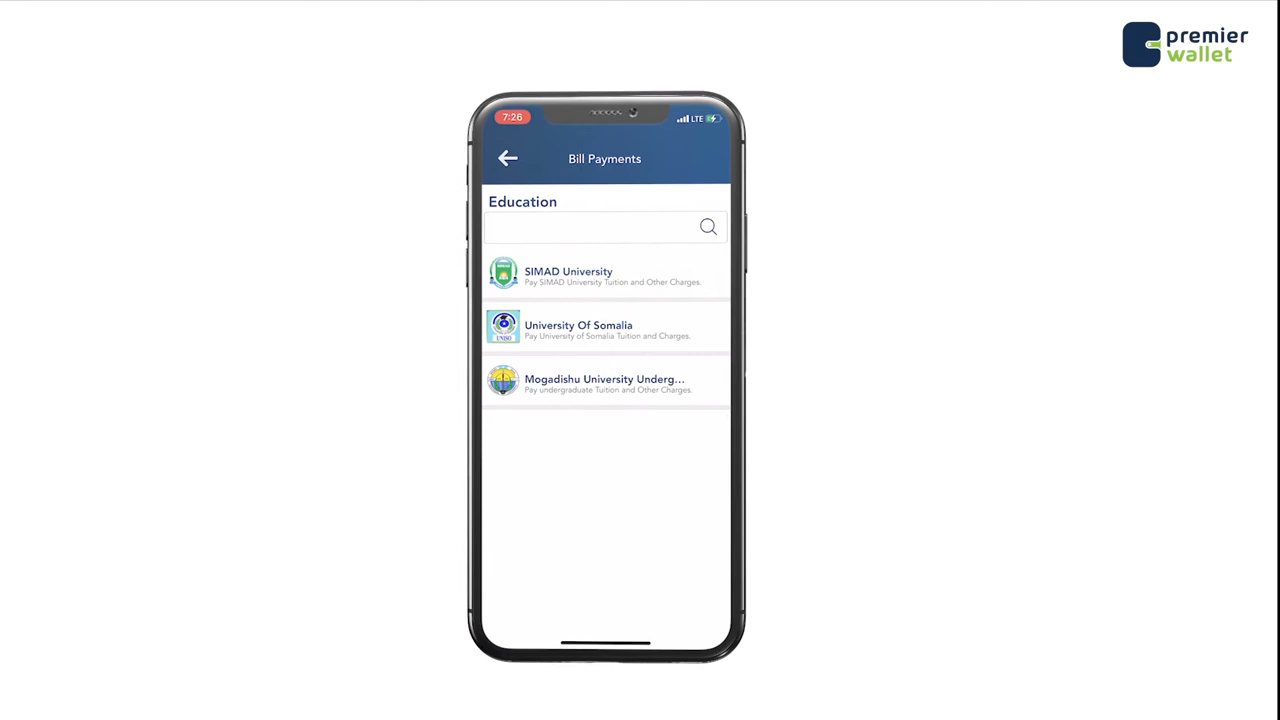 premier
wallet
7:26
LTE
Bill Payments
Education
SIMAD University
Pay SIMAD University Tuition and Other Charges.
University Of Somalia
Pay University of Somalia Tuition and Charges.
UNISO
Mogadishu University Underg...
Pay undergraduate Tuition and Other Charges.